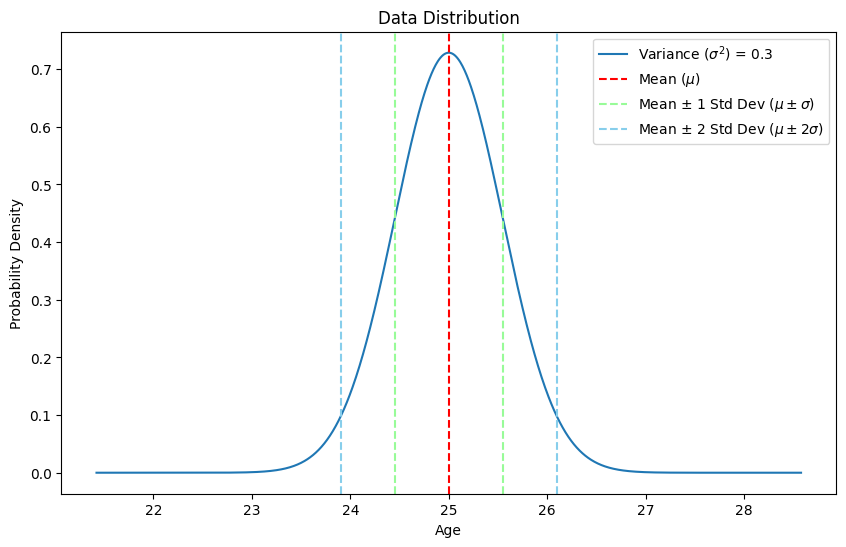 Data Distribution
Variance (σ²) = 0.3
Mean (μ)
Mean ± 1 Std Dev (μ ± σ)
Mean ± 2 Std Dev (μ ± 2σ)
Probability Density
0.7
0.6
0.5
0.4
0.3
0.2
0.1
0.0
22 23 24 25 26 27 28
Age